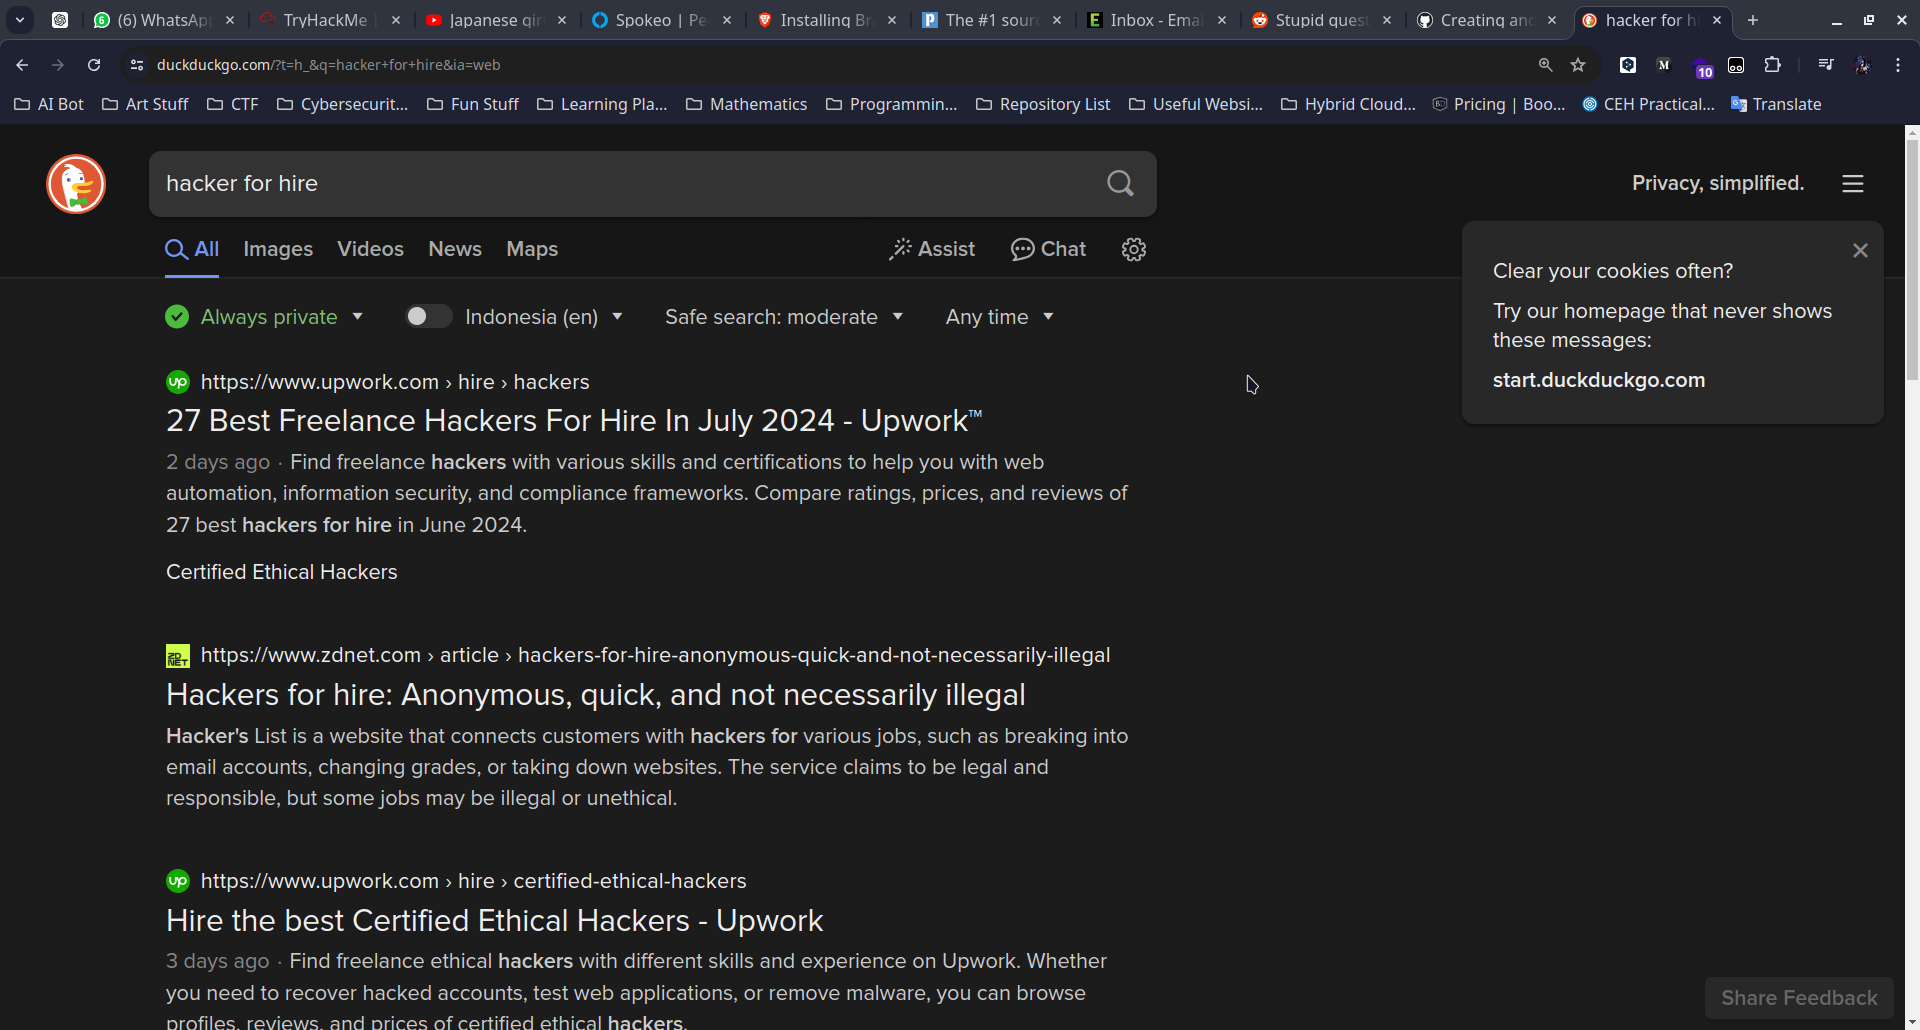 (6) WhatsAp
TryHackMe
Japanese gir
Spokeo | Pe
Installing Br
The #1 sour
Inbox - Emai
Stupid quest
Creating and
hacker for h
duckduckgo.com/?t=h_&q=hacker+for+hire&ia=web
10
AI Bot
Art Stuff
CTF
Cybersecurit...
Fun Stuff
Learning Pla...
Mathematics
Programmin...
Repository List
Useful Websi...
Hybrid Cloud...
Pricing | Boo...
CEH Practical...
Translate
hacker for hire
Privacy, simplified.
All Images Videos News Maps Assist Chat
Clear your cookies often?
Try our homepage that never shows
these messages:
start.duckduckgo.com
Always private Indonesia (en) Safe search: moderate Any time
https://www.upwork.com › hire › hackers
27 Best Freelance Hackers For Hire In July 2024 - Upwork™
2 days ago · Find freelance hackers with various skills and certifications to help you with web
automation, information security, and compliance frameworks. Compare ratings, prices, and reviews of
27 best hackers for hire in June 2024.
Certified Ethical Hackers
https://www.zdnet.com › article › hackers-for-hire-anonymous-quick-and-not-necessarily-illegal
Hackers for hire: Anonymous, quick, and not necessarily illegal
Hacker's List is a website that connects customers with hackers for various jobs, such as breaking into
email accounts, changing grades, or taking down websites. The service claims to be legal and
responsible, but some jobs may be illegal or unethical.
https://www.upwork.com › hire › certified-ethical-hackers
Hire the best Certified Ethical Hackers - Upwork
3 days ago · Find freelance ethical hackers with different skills and experience on Upwork. Whether
you need to recover hacked accounts, test web applications, or remove malware, you can browse
profiles, reviews, and prices of certified ethical hackers.
Share Feedback